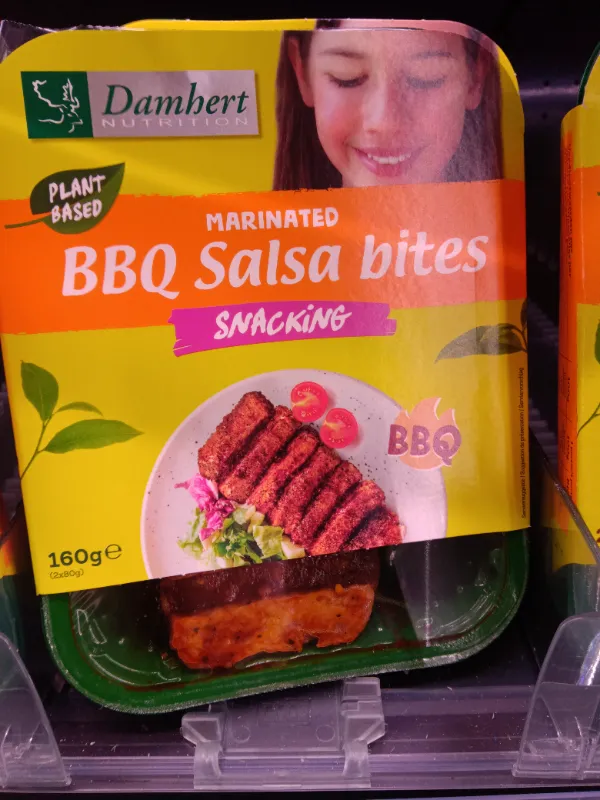 Damhert
NUTRITION
PLANT
BASED
MARINATED
BBQ Salsa bites
SNACKING
BBQ
160g e
(2x80g)